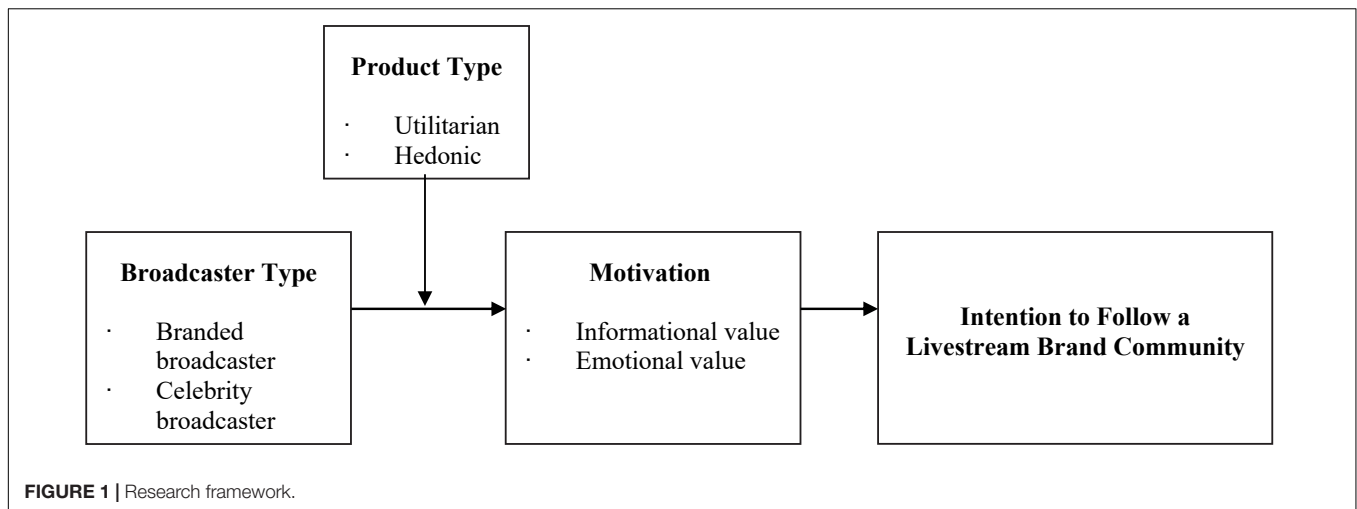 Product Type
· Utilitarian
· Hedonic
Broadcaster Type
· Branded
broadcaster
· Celebrity
broadcaster
Motivation
· Informational value
· Emotional value
Intention to Follow a
Livestream Brand Community
FIGURE 1 | Research framework.